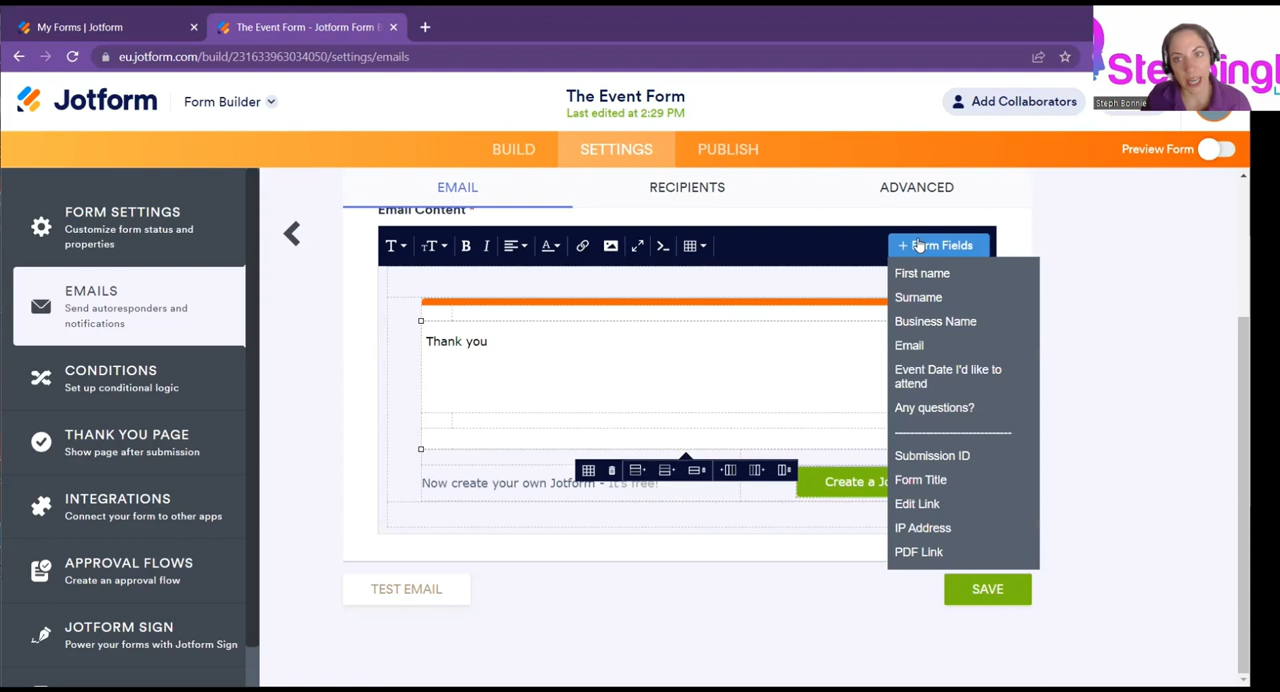 My Forms | Jotform
The Event Form - Jotform Form B
eu.jotform.com/build/231633963034050/settings/emails
Jotform
Form Builder
The Event Form
Last edited at 2:29 PM
Add Collaborators
Steph Bonnie
BUILD
SETTINGS
PUBLISH
Preview Form
FORM SETTINGS
Customize form status and
properties
EMAILS
Send autoresponders and
notifications
CONDITIONS
Set up conditional logic
THANK YOU PAGE
Show page after submission
INTEGRATIONS
Connect your form to other apps
APPROVAL FLOWS
Create an approval flow
JOTFORM SIGN
Power your forms with Jotform Sign
EMAIL
RECIPIENTS
ADVANCED
Email Content *
+ Form Fields
First name
Surname
Business Name
Email
Event Date I'd like to
attend
Any questions?
------------------------------
Submission ID
Form Title
Edit Link
IP Address
PDF Link
Thank you
Now create your own Jotform - It's free!
Create a Jo
TEST EMAIL
SAVE